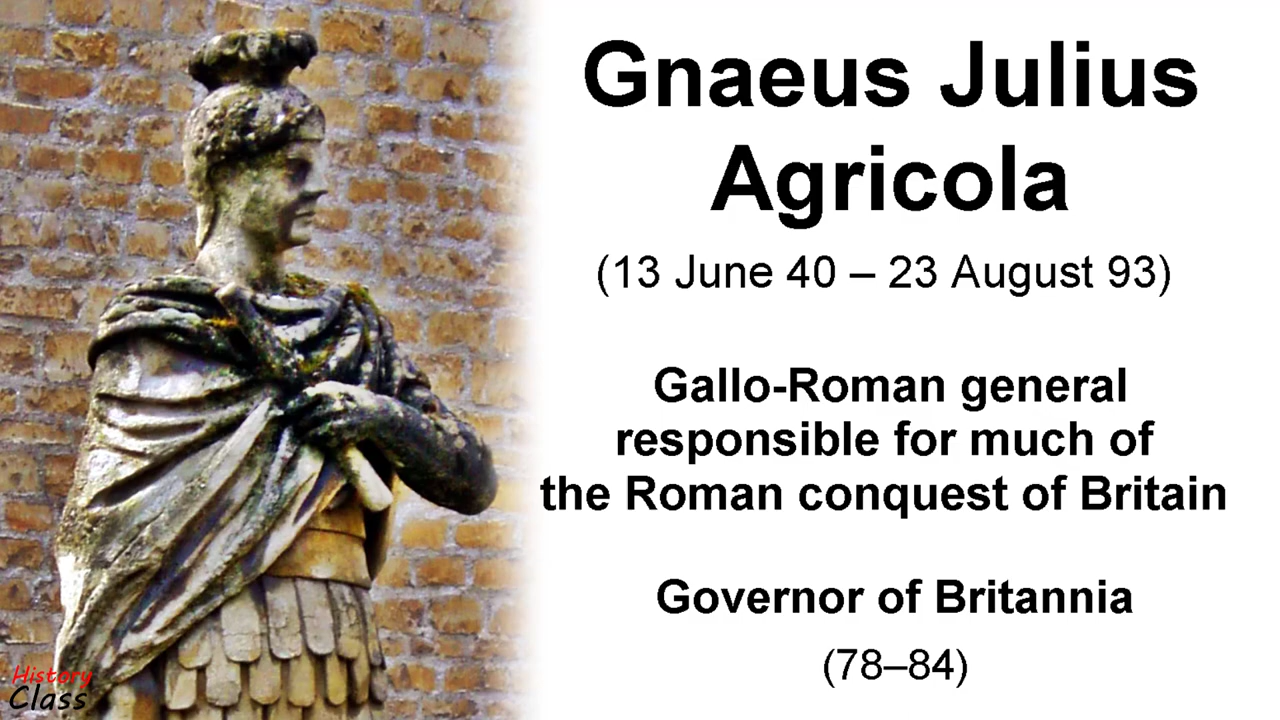 Gnaeus Julius
Agricola
(13 June 40 – 23 August 93)
Gallo-Roman general
responsible for much of
the Roman conquest of Britain
Governor of Britannia
(78–84)
History
Class